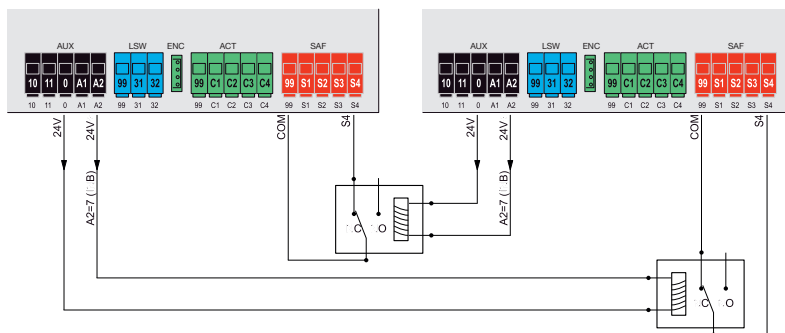 AUX LSW ENC ACT SAF AUX LSW ENC ACT SAF
10 11 0 A1 A2 99 31 32 99 C1 C2 C3 C4 99 S1 S2 S3 S4 10 11 0 A1 A2 99 31 32 99 C1 C2 C3 C4 99 S1 S2 S3 S4
10 11 0 A1 A2 99 31 32 99 C1 C2 C3 C4 99 S1 S2 S3 S4 10 11 0 A1 A2 99 31 32 99 C1 C2 C3 C4 99 S1 S2 S3 S4
24V 24V COM S4 24V 24V COM S4
A2=7 A2=7
.C .O
.C .O